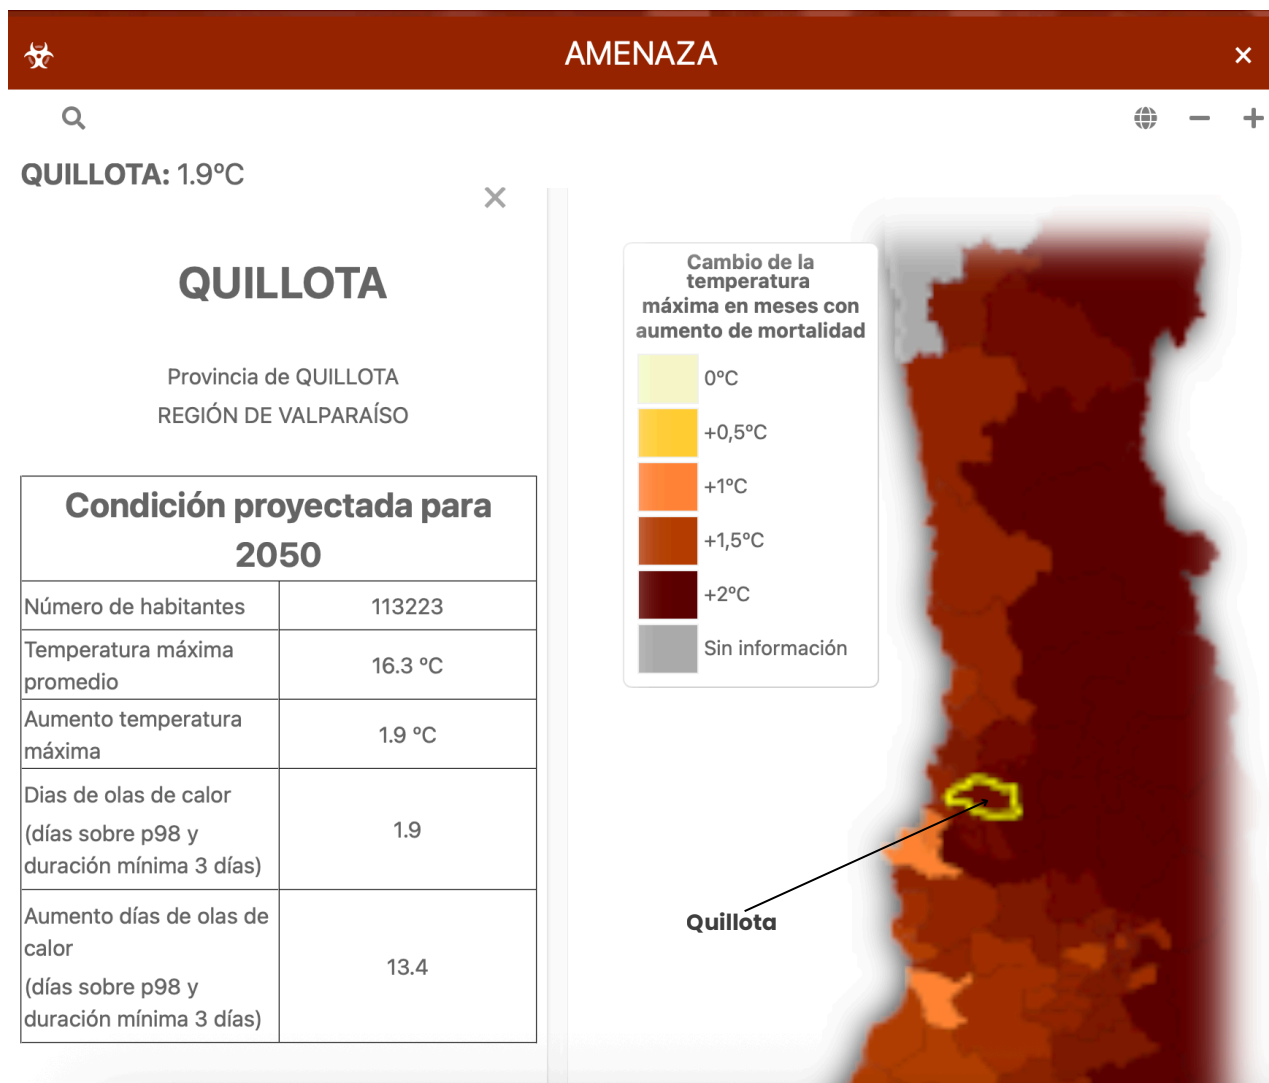 AMENAZA
QUILLOTA: 1.9°C
QUILLOTA
Provincia de QUILLOTA
REGIÓN DE VALPARAÍSO
Condición proyectada para
2050
Número de habitantes
113223
Temperatura máxima
promedio
16.3 °C
Aumento temperatura
máxima
1.9 °C
Dias de olas de calor
(días sobre p98 y
duración mínima 3 días)
1.9
Aumento días de olas de
calor
(días sobre p98 y
duración mínima 3 días)
13.4
Cambio de la
temperatura
máxima en meses con
aumento de mortalidad
0°C
+0,5°C
+1°C
+1,5°C
+2°C
Sin información
Quillota